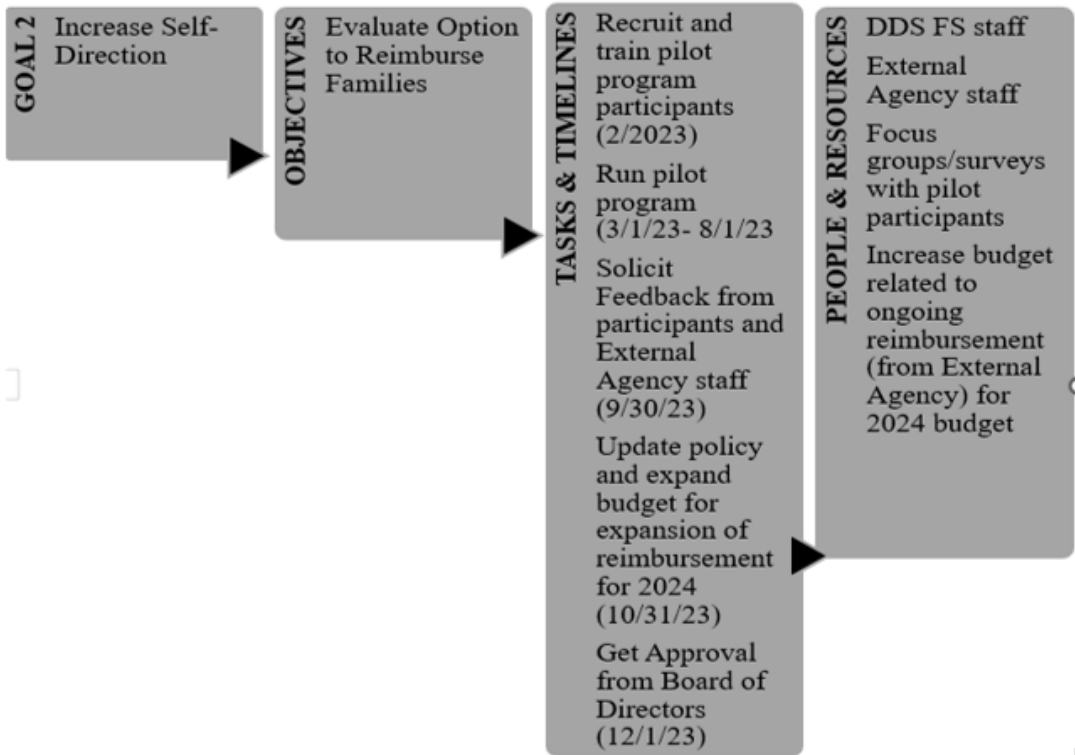 GOAL 2
Increase Self-
Direction
OBJECTIVES
Evaluate Option
to Reimburse
Families
TASKS & TIMELINES
Recruit and
train pilot
program
participants
(2/2023)
Run pilot
program
(3/1/23- 8/1/23
Solicit
Feedback from
participants and
External
Agency staff
(9/30/23)
Update policy
and expand
budget for
expansion of
reimbursement
for 2024
(10/31/23)
Get Approval
from Board of
Directors
(12/1/23)
PEOPLE & RESOURCES
DDS FS staff
External
Agency staff
Focus
groups/surveys
with pilot
participants
Increase budget
related to
ongoing
reimbursement
(from External
Agency) for
2024 budget